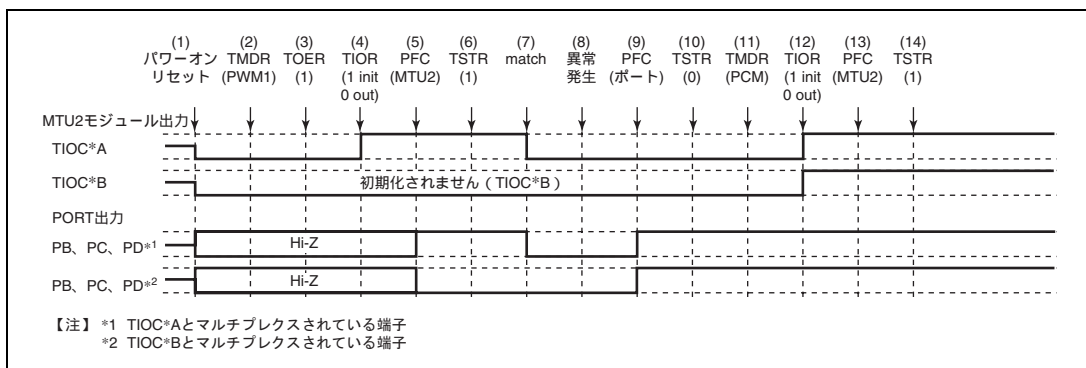 (1) (2) (3) (4) (5) (6) (7) (8) (9) (10) (11) (12) (13) (14)
パワーオン TMDR TOER TIOR PFC TSTR match 異常 PFC TSTR TMDR TIOR PFC TSTR
リセット (PWM1) (1) (1 init (MTU2) (1) 発生 (ポート) (0) (PCM) (1 init (MTU2) (1)
0 out) 0 out)
MTU2モジュール出力
TIOC*A
TIOC*B 初期化されません(TIOC*B)
PORT出力
PB、PC、PD*1 Hi-Z
PB、PC、PD*2 Hi-Z
【注】 *1 TIOC*Aとマルチプレクスされている端子
*2 TIOC*Bとマルチプレクスされている端子